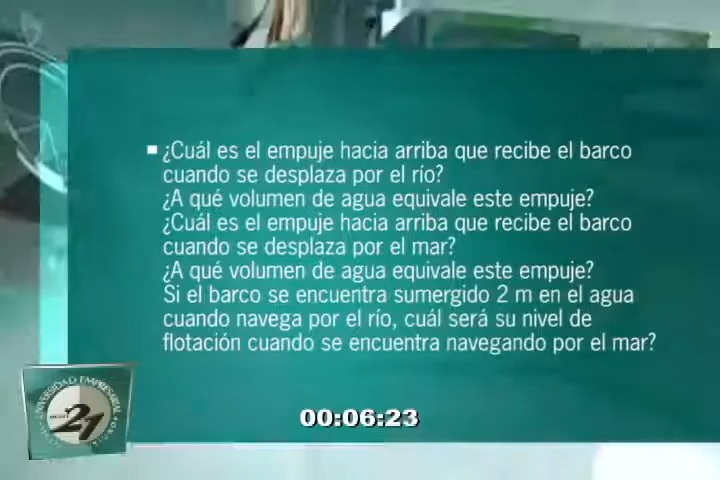 ¿Cuál es el empuje hacia arriba que recibe el barco
cuando se desplaza por el río?
¿A qué volumen de agua equivale este empuje?
¿Cuál es el empuje hacia arriba que recibe el barco
cuando se desplaza por el mar?
¿A qué volumen de agua equivale este empuje?
Si el barco se encuentra sumergido 2 m en el agua
cuando navega por el río, cuál será su nivel de
flotación cuando se encuentra navegando por el mar?
UNIVERSIDAD EMPRESARIAL
21
00:06:23